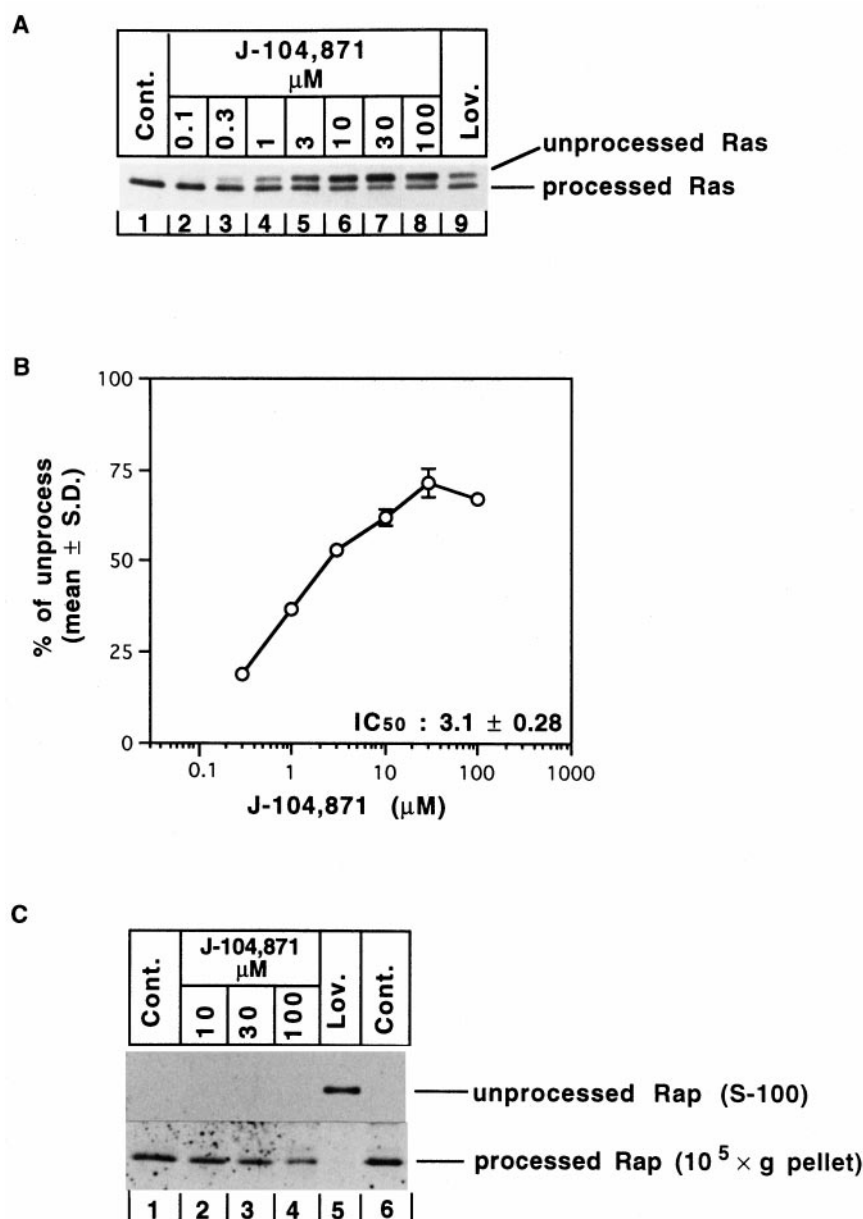 A
Cont.
J-104,871
μM
0.1
0.3
1
3
10
30
100
Lov.
unprocessed Ras
processed Ras
1 2 3 4 5 6 7 8 9
B
% of unprocess
(mean ± S.D.)
100
75
50
25
0
IC50 : 3.1 ± 0.28
0.1 1 10 100 1000
J-104,871 (μM)
C
Cont.
J-104,871
μM
10
30
100
Lov.
Cont.
unprocessed Rap (S-100)
processed Rap (10 5 × g pellet)
1 2 3 4 5 6